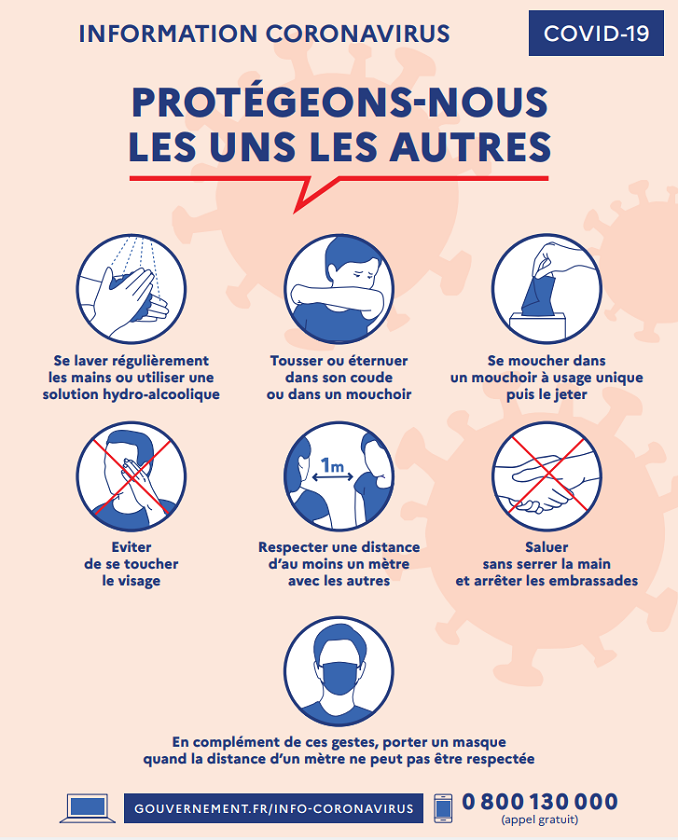 INFORMATION CORONAVIRUS
COVID-19
PROTÉGEONS-NOUS
LES UNS LES AUTRES
Se laver régulièrement
les mains ou utiliser une
solution hydro-alcoolique
Tousser ou éternuer
dans son coude
ou dans un mouchoir
Se moucher dans
un mouchoir à usage unique
puis le jeter
Eviter
de se toucher
le visage
1m
Respecter une distance
d'au moins un mètre
avec les autres
Saluer
sans serrer la main
et arrêter les embrassades
En complément de ces gestes, porter un masque
quand la distance d'un mètre ne peut pas être respectée
GOUVERNEMENT.FR/INFO-CORONAVIRUS
0 800 130 000
(appel gratuit)